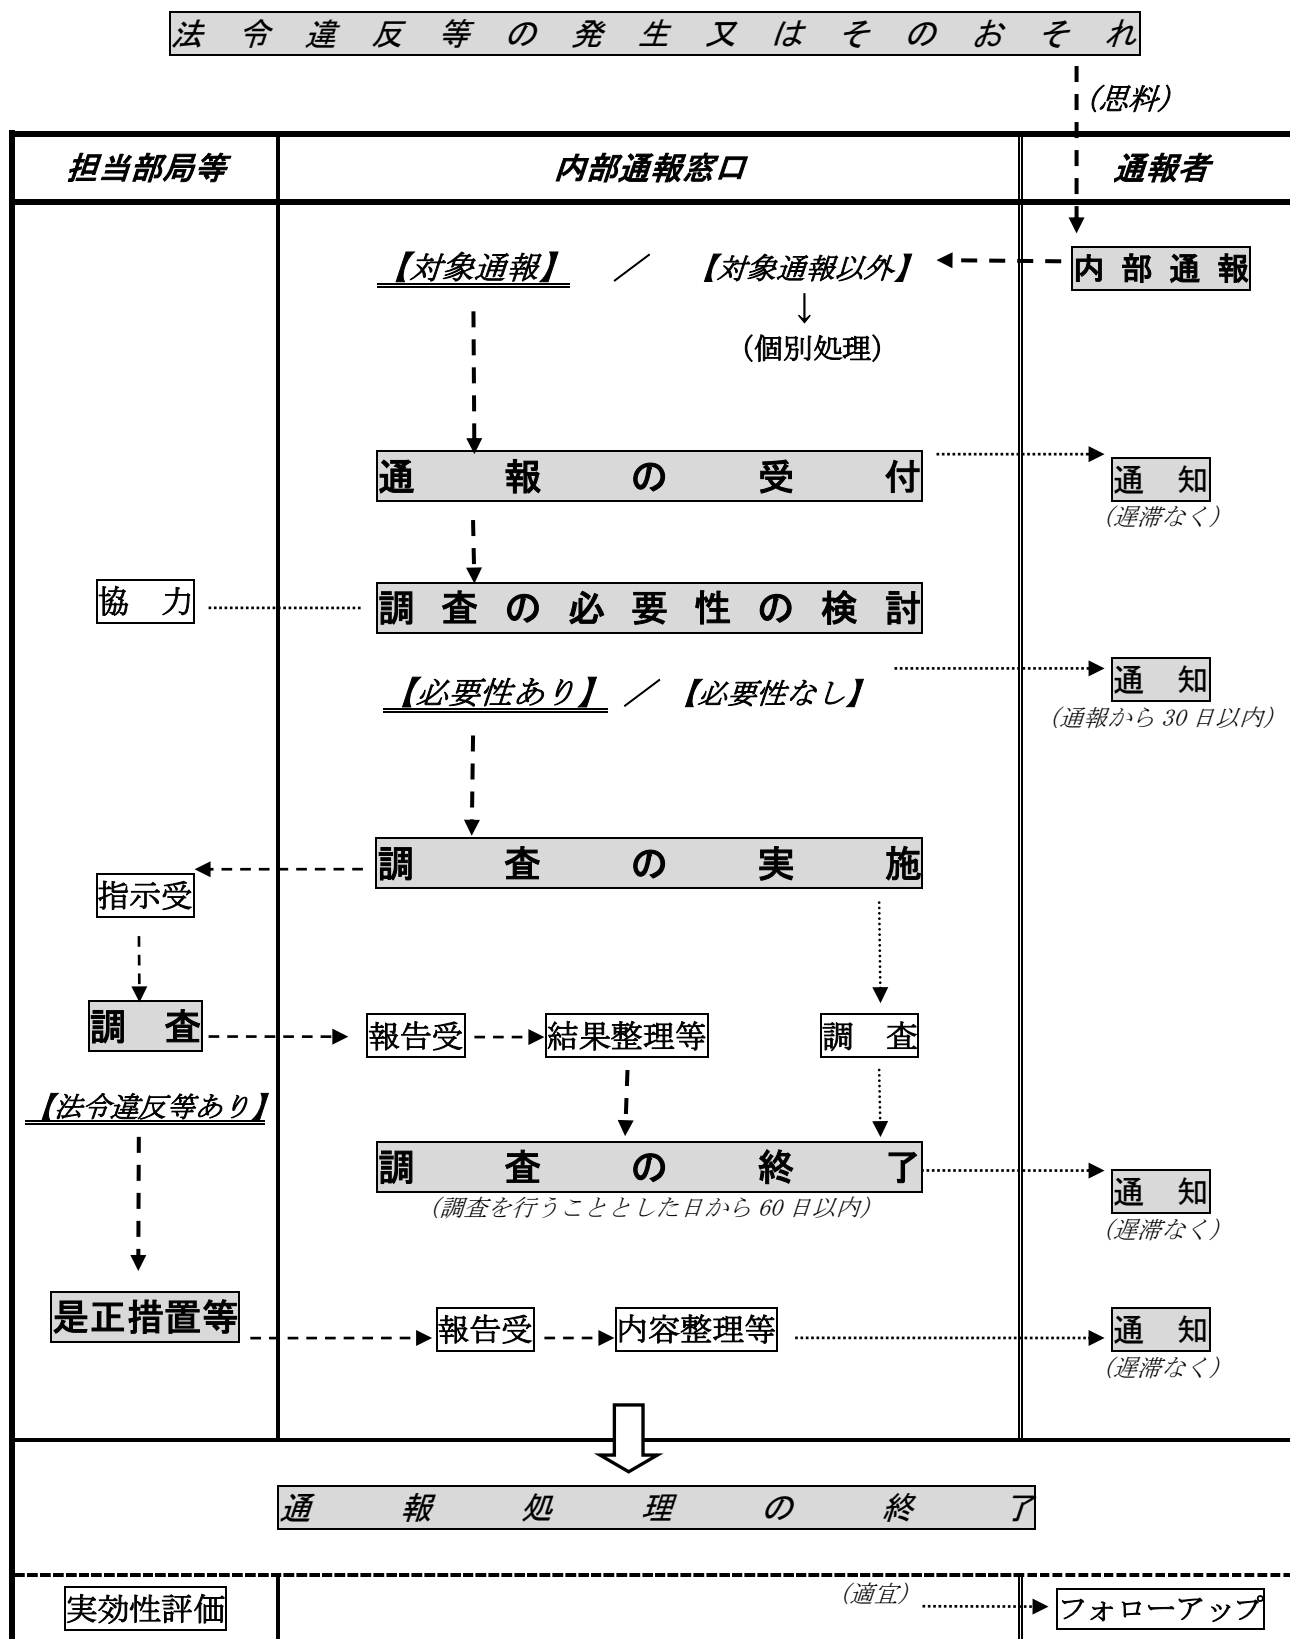 法令違反等の発生又はそのおそれ
（思料）
担当部局等 内部通報窓口 通報者
【対象通報】 ／ 【対象通報以外】 内部通報
↓
（個別処理）
通報の受付 通知
（遅滞なく）
協力 調査の必要性の検討
【必要性あり】 ／ 【必要性なし】 通知
（通報から 30 日以内）
調査の実施
指示受
調査 報告受 結果整理等 調査
【法令違反等あり】
調査の終了 通知
（調査を行うこととした日から 60 日以内） （遅滞なく）
是正措置等 報告受 内容整理等 通知
（遅滞なく）
通報処理の終了
実効性評価 （適宜） フォローアップ